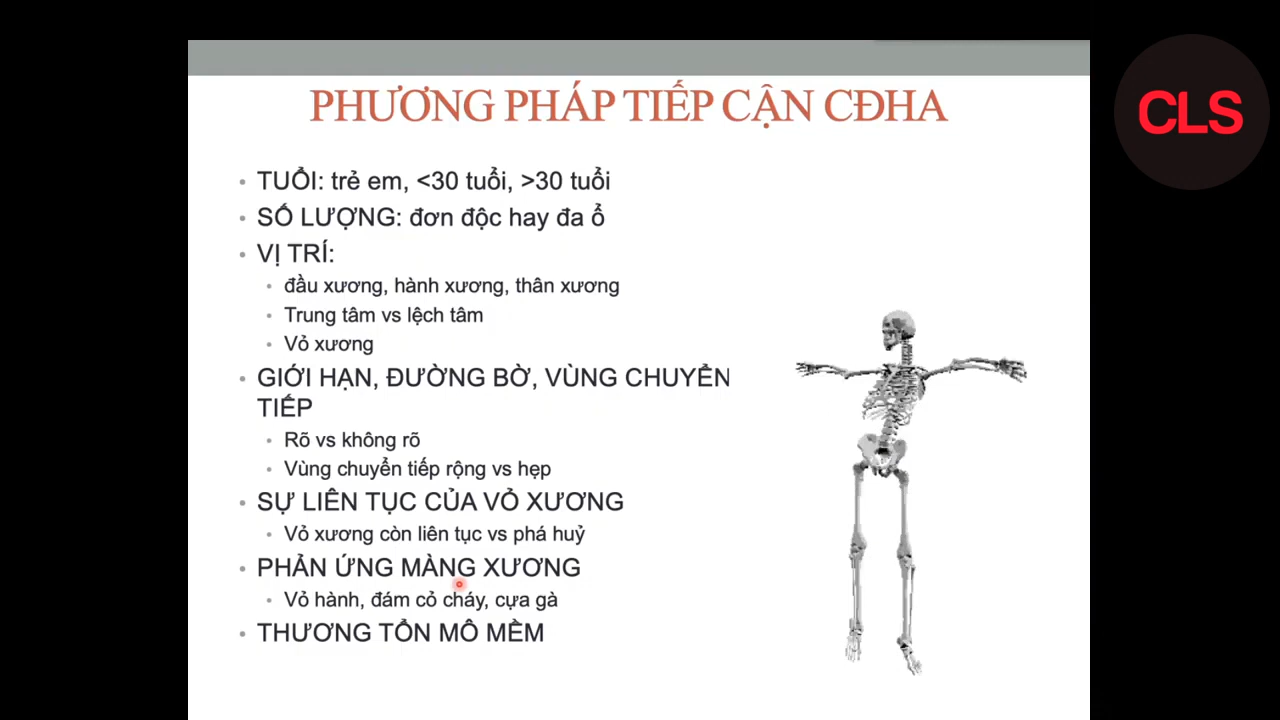 PHƯƠNG PHÁP TIẾP CẬN CĐHA
CLS
• TUỔI: trẻ em, <30 tuổi, >30 tuổi
• SỐ LƯỢNG: đơn độc hay đa ổ
• VỊ TRÍ:
• đầu xương, hành xương, thân xương
• Trung tâm vs lệch tâm
• Vỏ xương
• GIỚI HẠN, ĐƯỜNG BỜ, VÙNG CHUYỂN
TIẾP
• Rõ vs không rõ
• Vùng chuyển tiếp rộng vs hẹp
• SỰ LIÊN TỤC CỦA VỎ XƯƠNG
• Vỏ xương còn liên tục vs phá huỷ
• PHẢN ỨNG MÀNG XƯƠNG
• Vỏ hành, đám cỏ cháy, cựa gà
• THƯƠNG TỔN MÔ MỀM